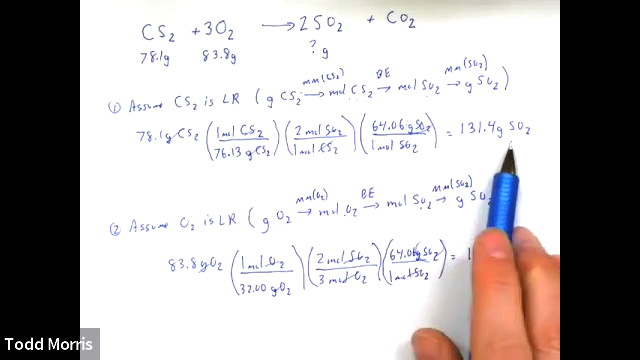 CS₂ + 3O₂ ⟶ 2SO₂ + CO₂
78.1g 83.8g ? g
① Assume CS₂ is LR ( g CS₂ —MM(CS₂)→ mol CS₂ —BE→ mol SO₂ —MM(SO₂)→ g SO₂)
78.1g CS₂ (1 mol CS₂ / 76.13 g CS₂) (2 mol SO₂ / 1 mol CS₂) (64.06 g SO₂ / 1 mol SO₂) = 131.4g SO₂
② Assume O₂ is LR ( g O₂ —MM(O₂)→ mol O₂ —BE→ mol SO₂ —MM(SO₂)→ g SO₂
83.8g O₂ (1 mol O₂ / 32.00 g O₂) (2 mol SO₂ / 3 mol O₂) (64.06 g SO₂ / 1 mol SO₂) = 1
Todd Morris